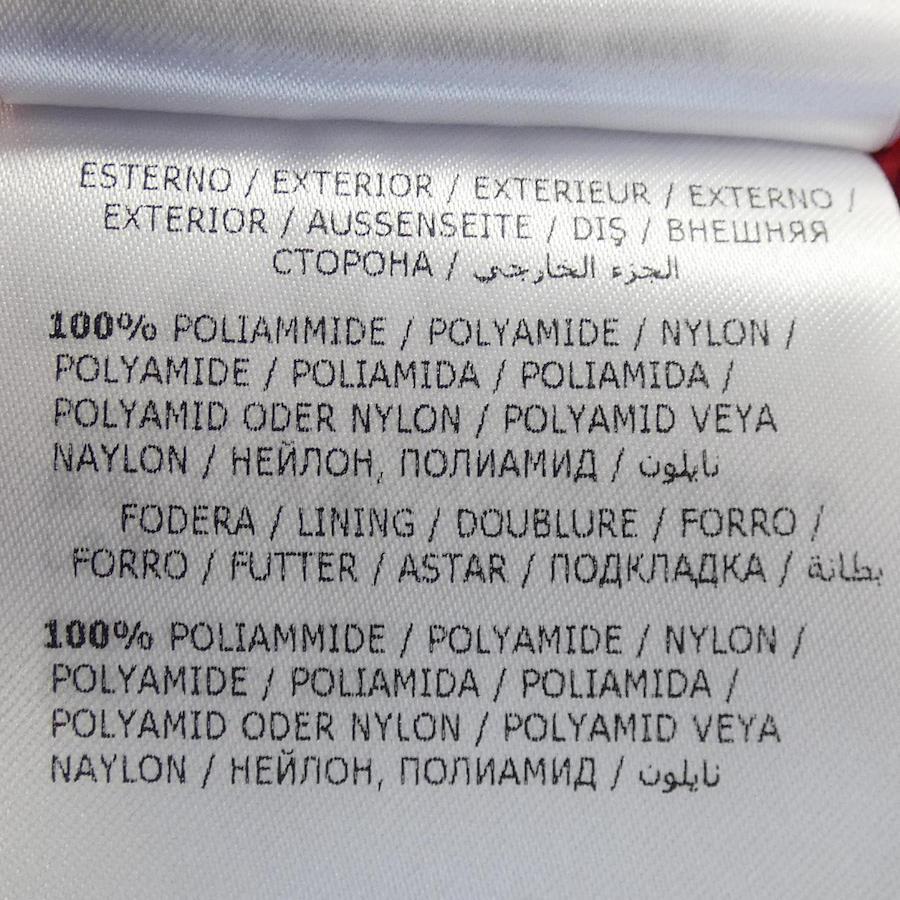 ESTERNO / EXTERIOR / EXTERIEUR / EXTERNO /
EXTERIOR / AUSSENSEITE / DIŞ / ВНЕШНЯЯ
СТОРОНА / الجزء الخارجي
100% POLIAMMIDE / POLYAMIDE / NYLON /
POLYAMIDE / POLIAMIDA / POLIAMIDA /
POLYAMID ODER NYLON / POLYAMID VEYA
NAYLON / НЕЙЛОН, ПОЛИАМИД / نايلون
FODERA / LINING / DOUBLURE / FORRO /
FORRO / FUTTER / ASTAR / ПОДКЛАДКА / بطانة
100% POLIAMMIDE / POLYAMIDE / NYLON /
POLYAMIDE / POLIAMIDA / POLIAMIDA /
POLYAMID ODER NYLON / POLYAMID VEYA
NAYLON / НЕЙЛОН, ПОЛИАМИД / نايلون